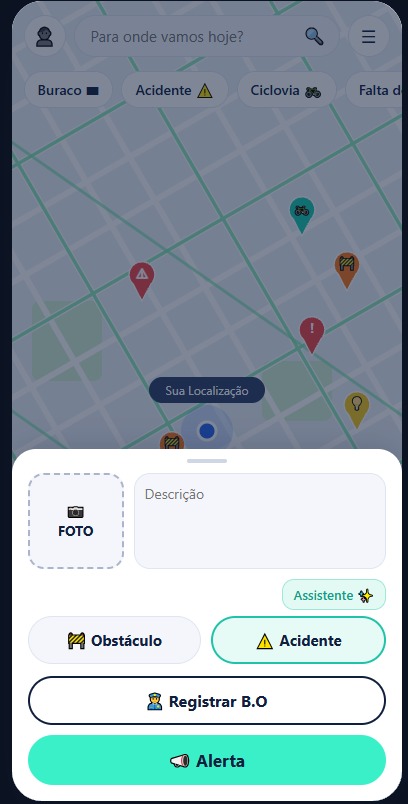 Para onde vamos hoje?
Buraco
Acidente
Ciclovia
Falta d
Sua Localização
FOTO
Descrição
Assistente
Obstáculo
Acidente
Registrar B.O
Alerta